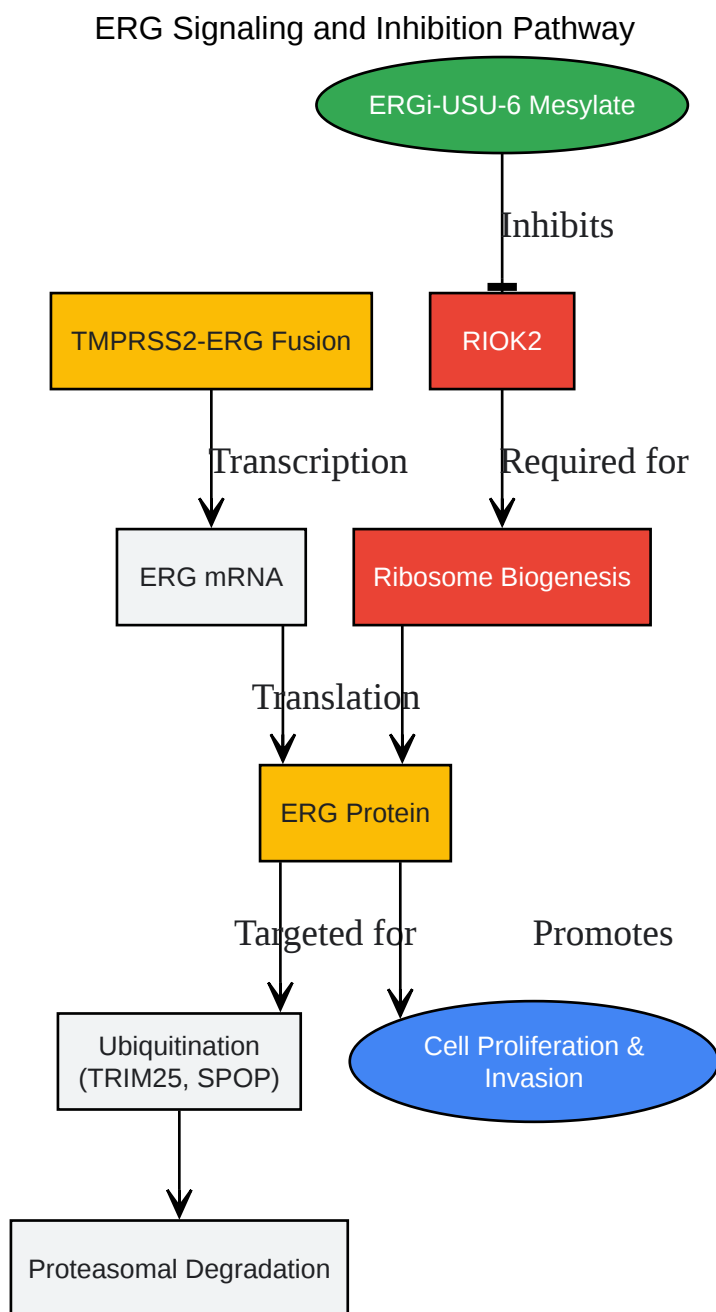 ERG Signaling and Inhibition Pathway
ERGi-USU-6 Mesylate
Inhibits
TMPRSS2-ERG Fusion
RIOK2
Transcription
Required for
ERG mRNA
Ribosome Biogenesis
Translation
ERG Protein
Targeted for
Promotes
Ubiquitination
(TRIM25, SPOP)
Cell Proliferation &
Invasion
Proteasomal Degradation